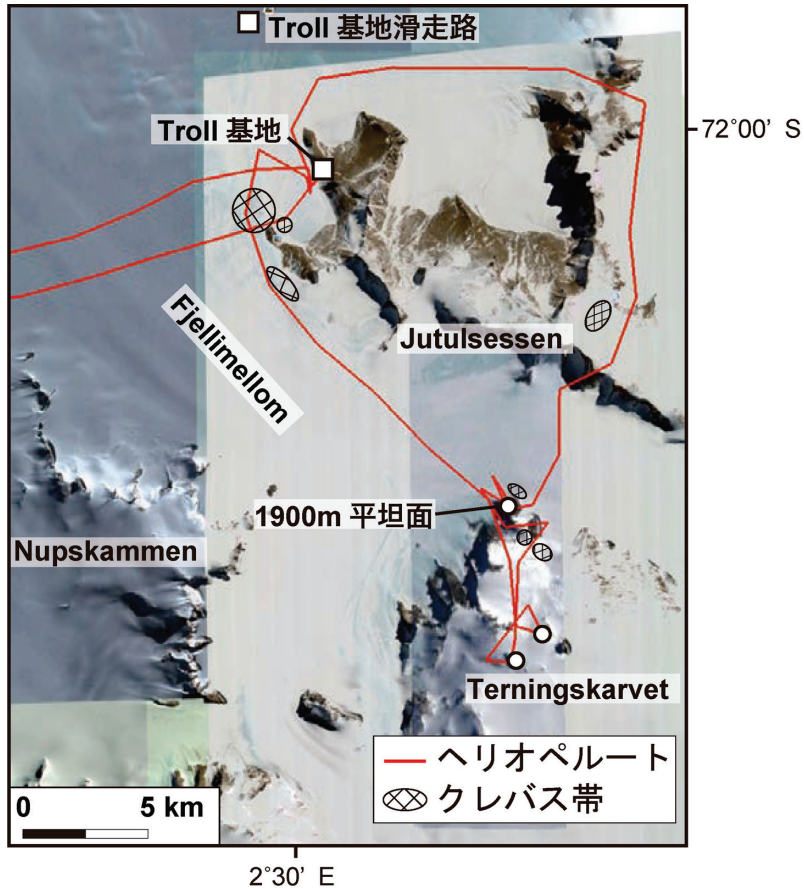 Troll 基地滑走路
Troll 基地
72˚00' S
Fjellimellom
Jutulsessen
1900m 平坦面
Nupskammen
Terningskarvet
ヘリオペルート
クレバス帯
0 5 km
2˚30' E